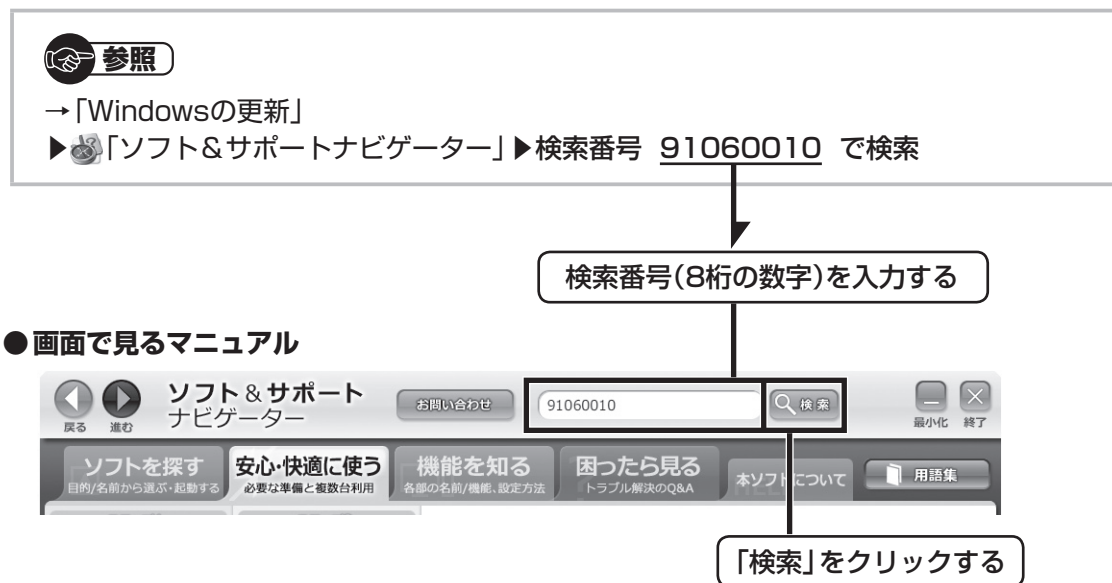 参照
→「Windowsの更新」
▶「ソフト&サポートナビゲーター」▶検索番号 91060010 で検索
検索番号(8桁の数字)を入力する
●画面で見るマニュアル
戻る 進む
ソフト&サポート
ナビゲーター
お問い合わせ
91060010
検索
最小化 終了
ソフトを探す
目的/名前から選ぶ・起動する
安心・快適に使う
必要な準備と複数台利用
機能を知る
各部の名前/機能、設定方法
困ったら見る
トラブル解決のQ&A
本ソフトについて
用語集
「検索」をクリックする